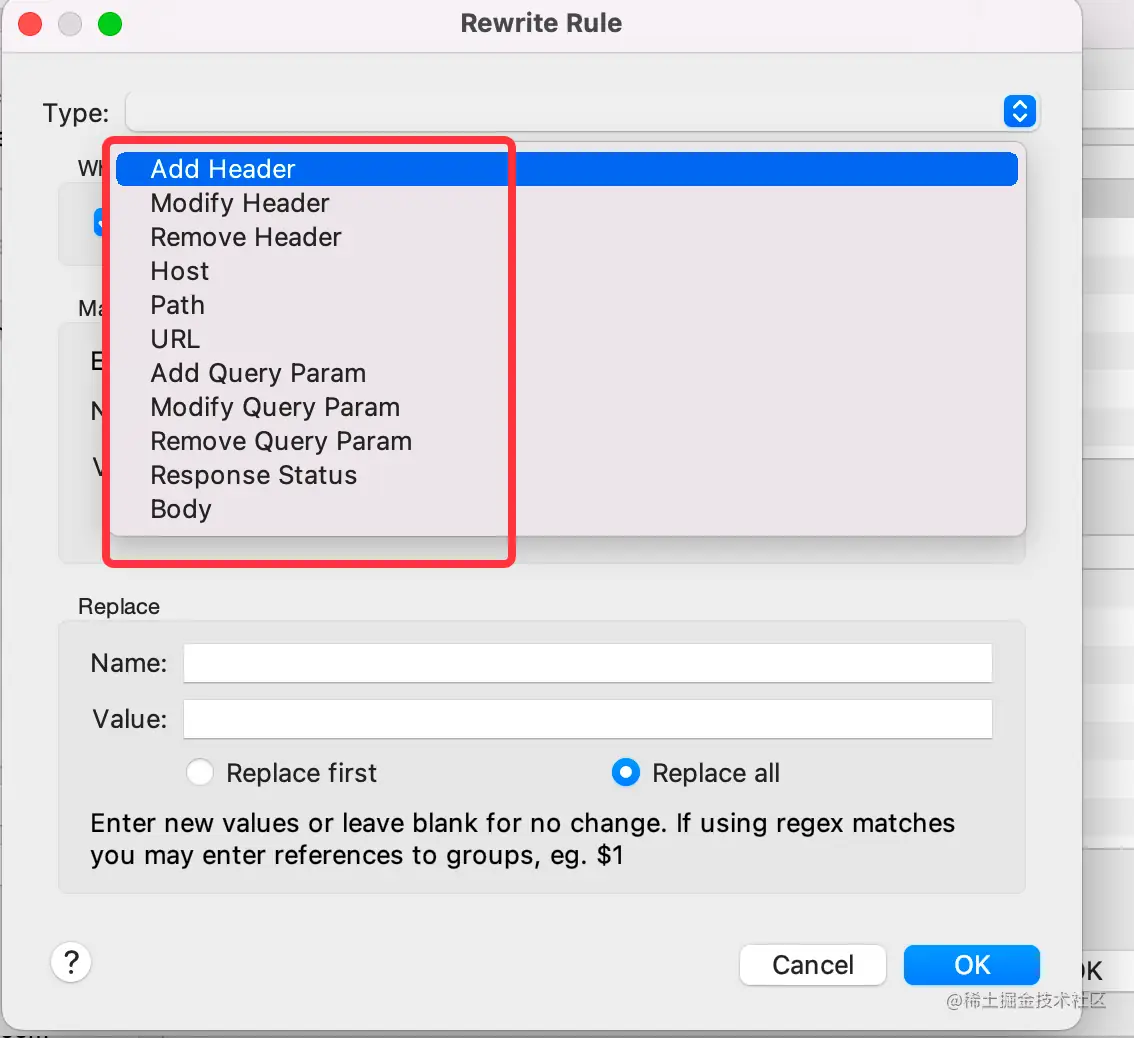 Rewrite Rule
Type:
Add Header
Modify Header
Remove Header
Host
Path
URL
Add Query Param
Modify Query Param
Remove Query Param
Response Status
Body
Replace
Name:
Value:
Replace first
Replace all
Enter new values or leave blank for no change. If using regex matches
you may enter references to groups, eg. $1
?
Cancel
OK
@稀土掘金技术社区